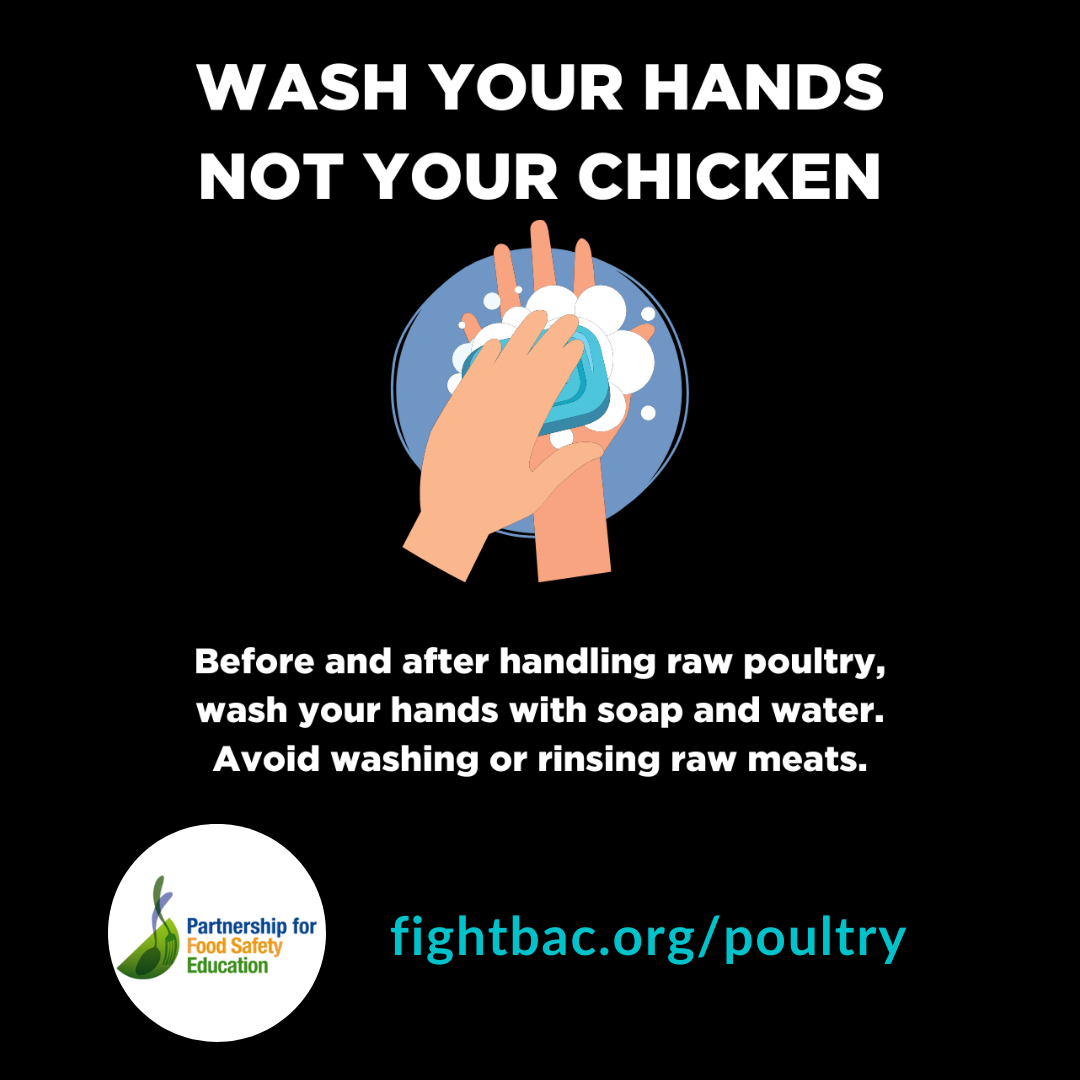 WASH YOUR HANDS
NOT YOUR CHICKEN
Before and after handling raw poultry,
wash your hands with soap and water.
Avoid washing or rinsing raw meats.
Partnership for
Food Safety
Education
fightbac.org/poultry